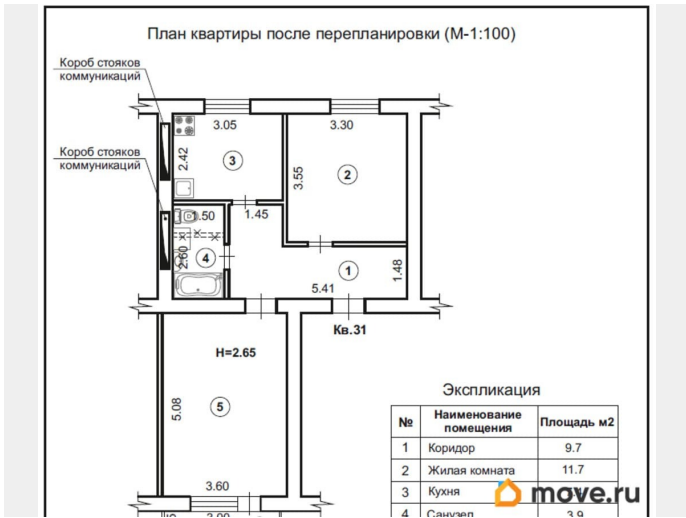 План квартиры после перепланировки (М-1:100)
Короб стояков
коммуникаций
3.05
3.30
2.42
3
3.55
2
Короб стояков
коммуникаций
1.50
1.45
2.60
4
1
1.48
5.41
Кв.31
H=2.65
5.08
5
3.60
Экспликация
№ Наименование помещения Площадь м2
1 Коридор 9.7
2 Жилая комната 11.7
3 Кухня
move.ru
4 Санузел 3.9